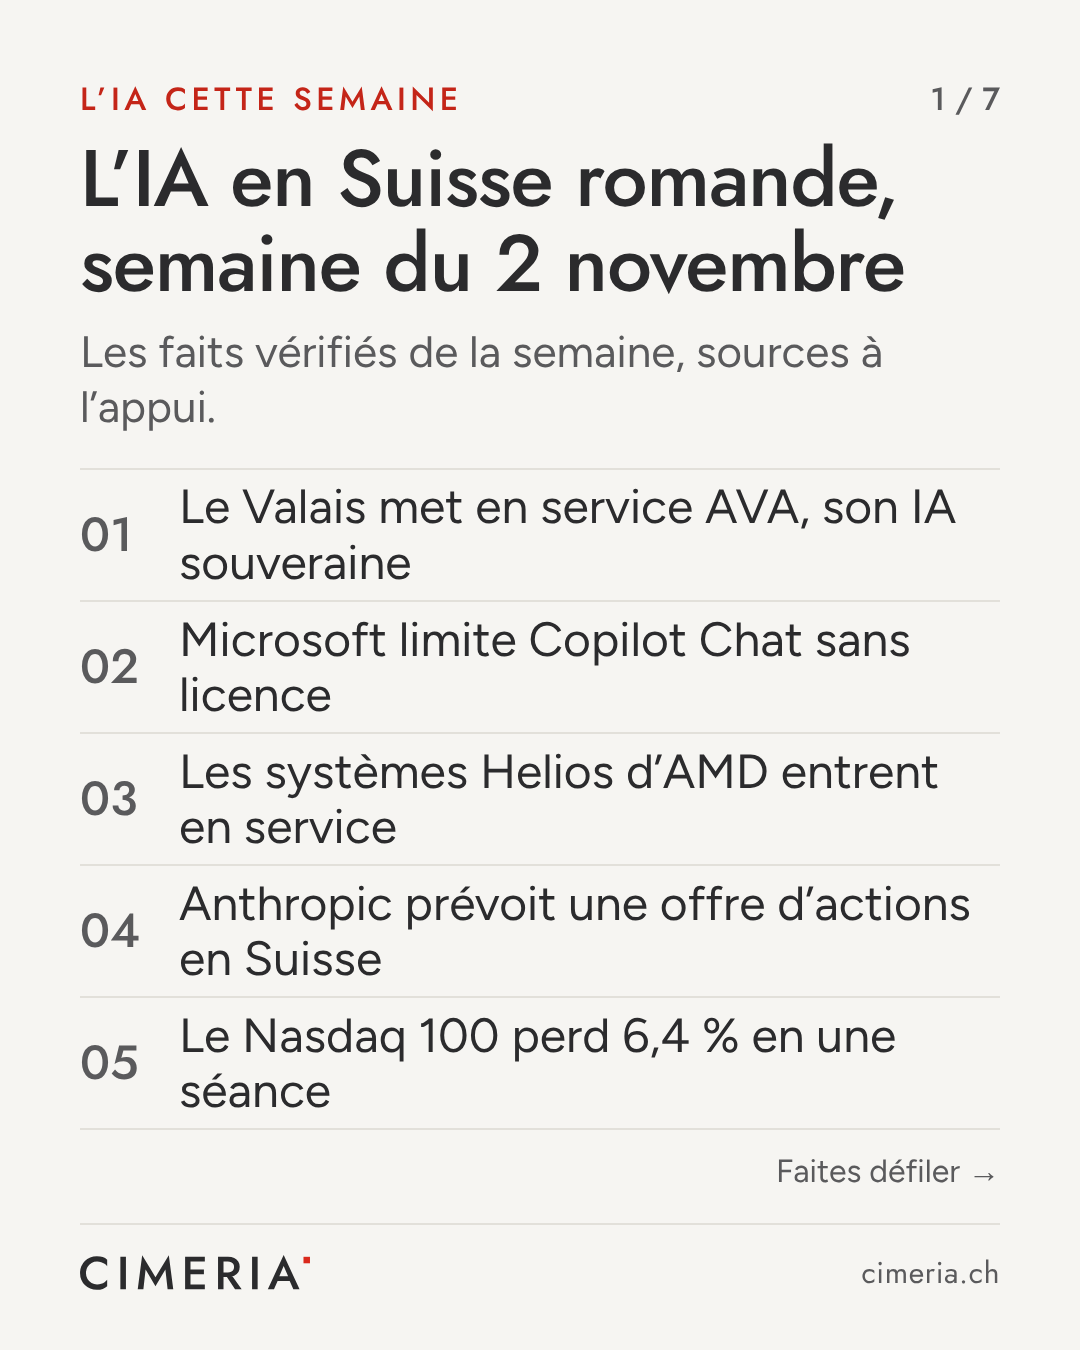 L’IA CETTE SEMAINE
1 / 7
L’IA en Suisse romande,
semaine du 2 novembre
Les faits vérifiés de la semaine, sources à
l’appui.
01
Le Valais met en service AVA, son IA
souveraine
02
Microsoft limite Copilot Chat sans
licence
03
Les systèmes Helios d’AMD entrent
en service
04
Anthropic prévoit une offre d’actions
en Suisse
05
Le Nasdaq 100 perd 6,4 % en une
séance
Faites défiler →
CIMERIA
cimeria.ch